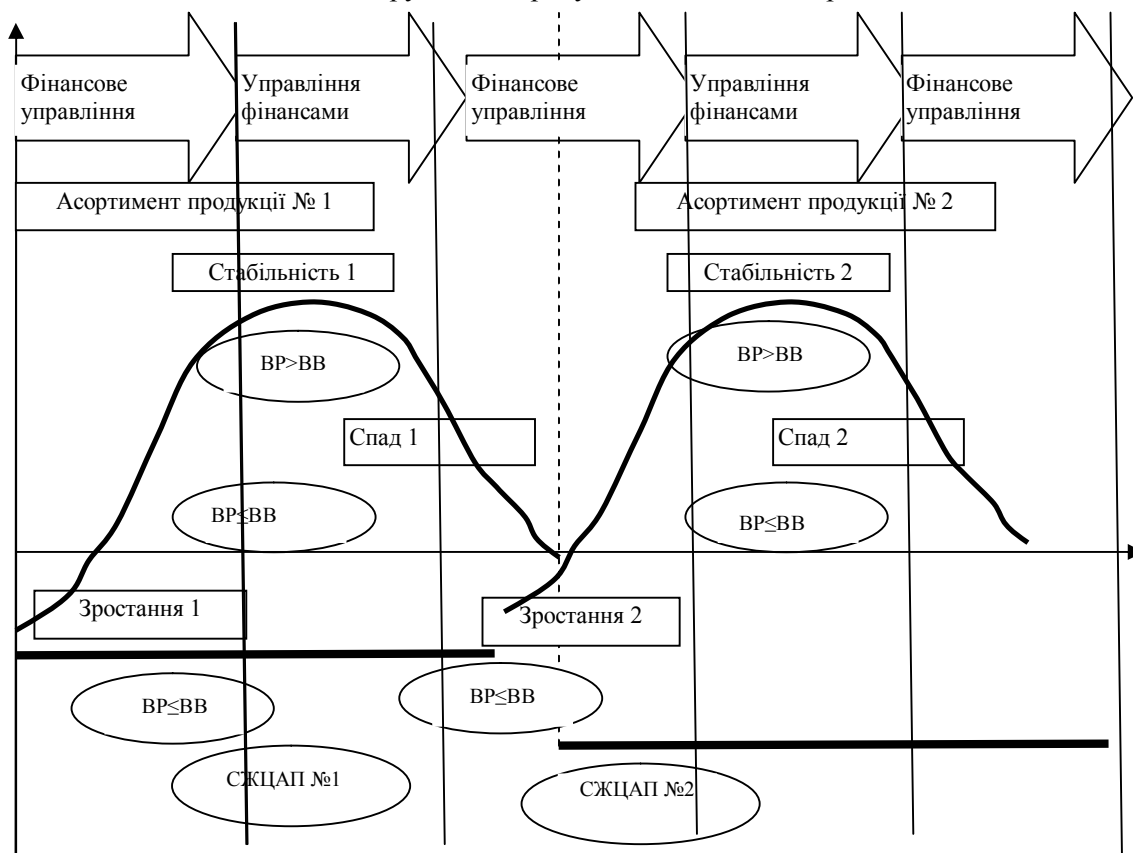 Фінансове
управління
Управління
фінансами
Фінансове
управління
Управління
фінансами
Фінансове
управління
Асортимент продукції № 1
Асортимент продукції № 2
Стабільність 1
Стабільність 2
ВР>ВВ
ВР>ВВ
Спад 1
Спад 2
ВР≤ВВ
ВР≤ВВ
Зростання 1
Зростання 2
ВР≤ВВ
ВР≤ВВ
СЖЦАП №1
СЖЦАП №2